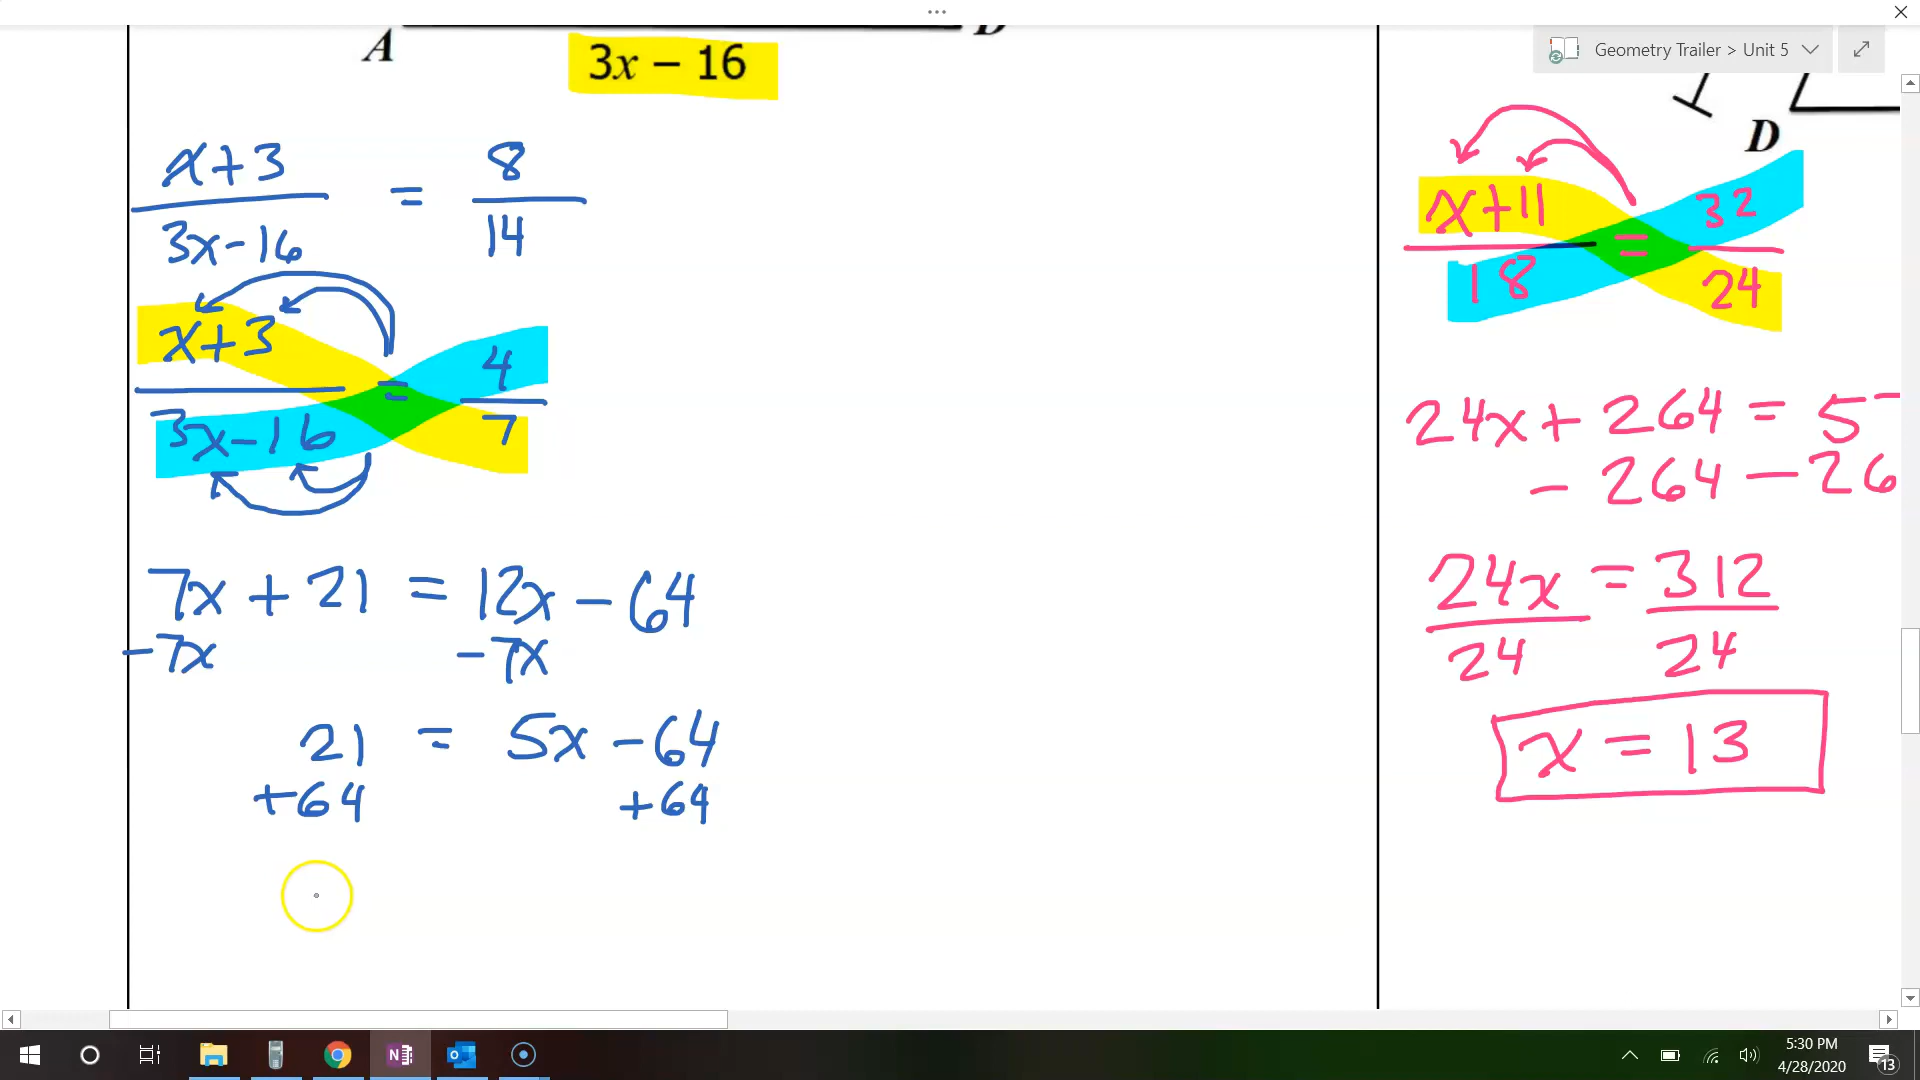 ...
Geometry Trailer > Unit 5
A
3x − 16
D
x+3 = 8
3x-16 14
x+3 = 4
3x-16 7
7x + 21 = 12x - 64
-7x -7x
21 = 5x - 64
+64 +64
x+11 = 32
18 24
24x + 264 = 5
- 264 - 26
24x = 312
24 24
x = 13
5:30 PM
4/28/2020
13